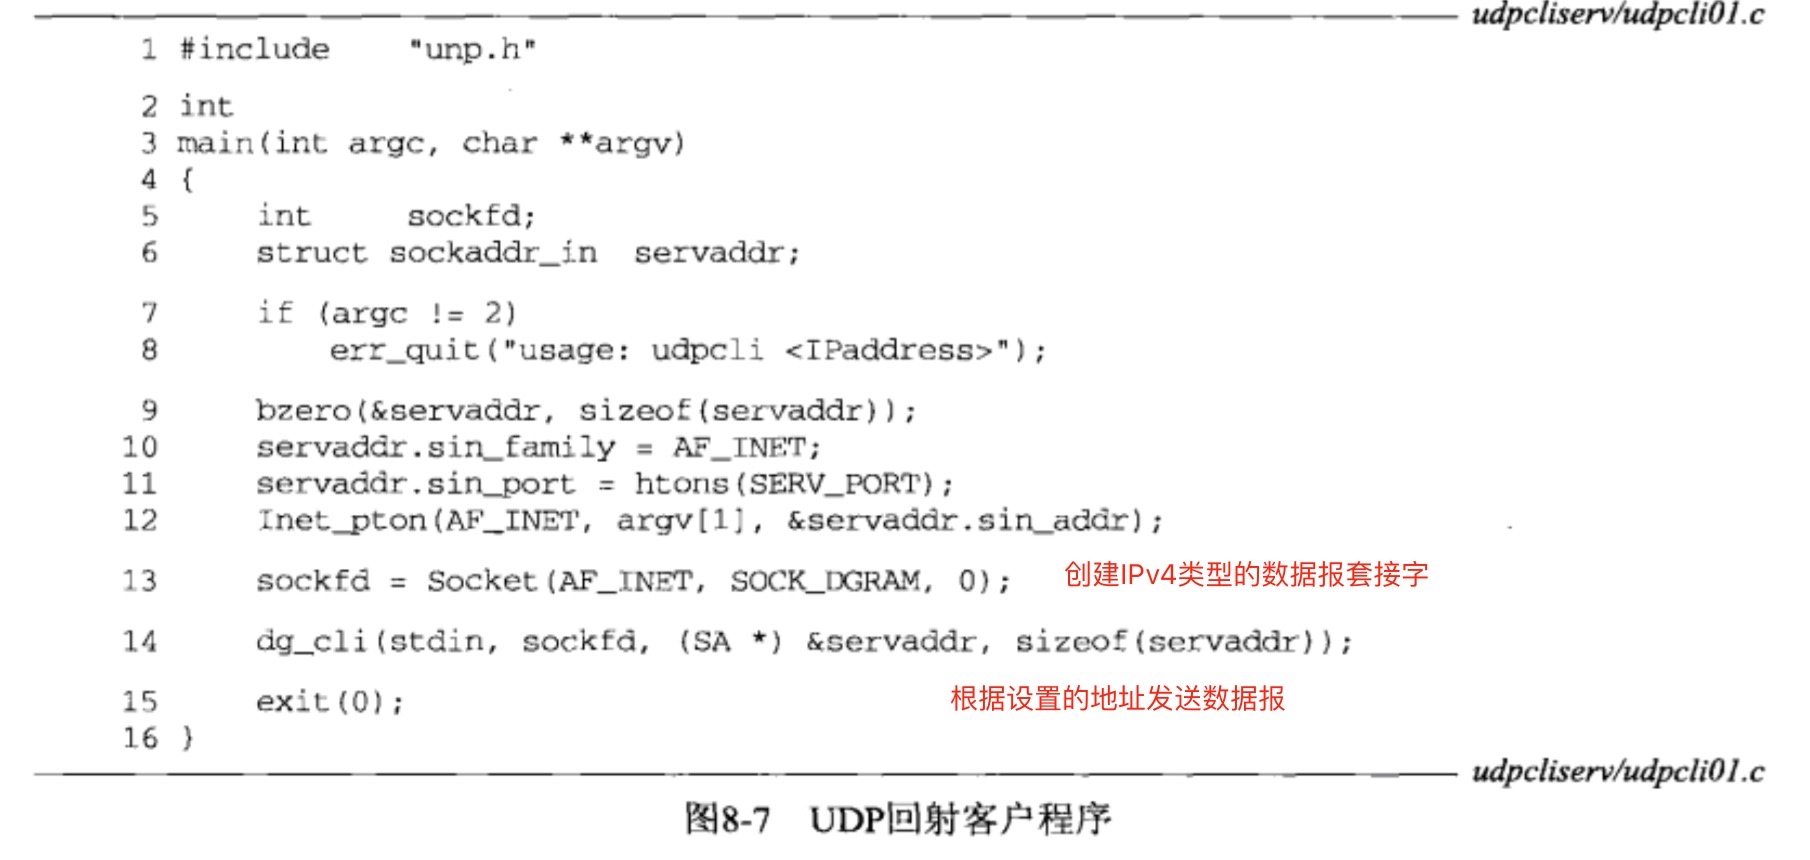 udpcliserv/udpcli01.c
1 #include    "unp.h"
2 int
3 main(int argc, char **argv)
4 {
5     int     sockfd;
6     struct sockaddr_in  servaddr;
7     if (argc != 2)
8         err_quit("usage: udpcli <IPaddress>");
9     bzero(&servaddr, sizeof(servaddr));
10     servaddr.sin_family = AF_INET;
11     servaddr.sin_port = htons(SERV_PORT);
12     Inet_pton(AF_INET, argv[1], &servaddr.sin_addr);
13     sockfd = Socket(AF_INET, SOCK_DGRAM, 0); 创建IPv4类型的数据报套接字
14     dg_cli(stdin, sockfd, (SA *) &servaddr, sizeof(servaddr));
15     exit(0); 根据设置的地址发送数据报
16 }
udpcliserv/udpcli01.c
图8-7 UDP回射客户程序